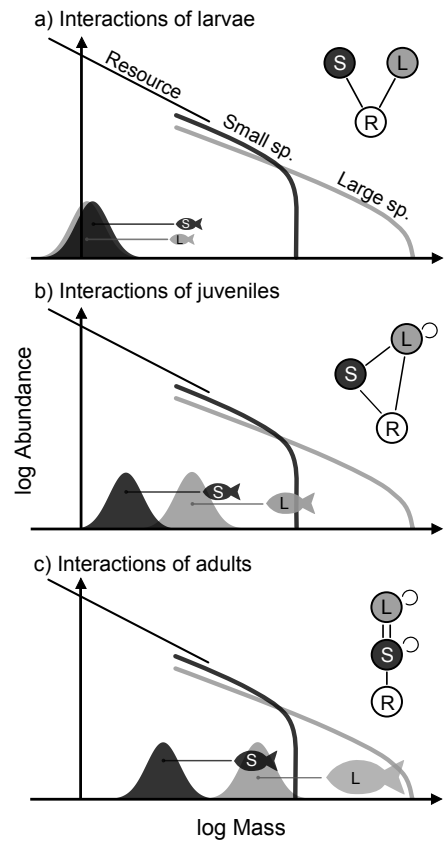 a) Interactions of larvae
Resource
Small sp.
Large sp.
S
L
R
S
L
b) Interactions of juveniles
L
S
R
S
L
log Abundance
c) Interactions of adults
L
S
R
S
L
log Mass